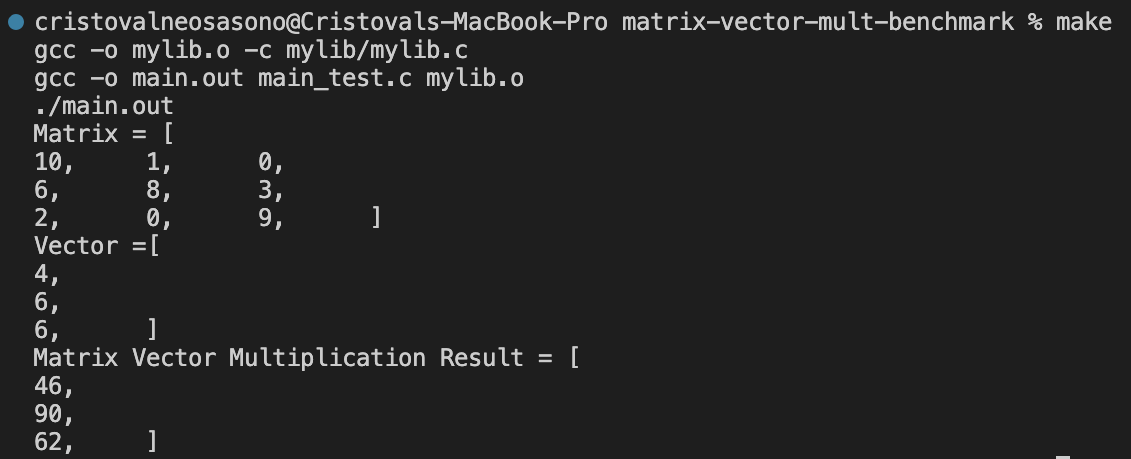 cristovalneosasono@Cristovals-MacBook-Pro matrix-vector-mult-benchmark % make
gcc -o mylib.o -c mylib/mylib.c
gcc -o main.out main_test.c mylib.o
./main.out
Matrix = [
10,     1,      0,
6,      8,      3,
2,      0,      9,      ]
Vector =[
4,
6,
6,      ]
Matrix Vector Multiplication Result = [
46,
90,
62,     ]